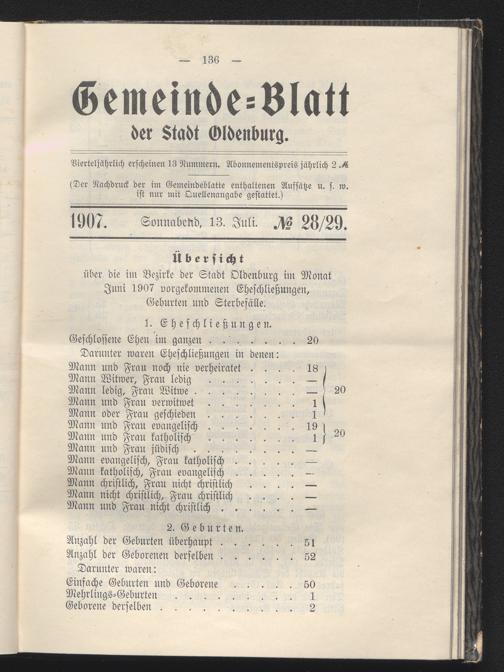 — 136 —
Gemeinde=Blatt
der Stadt Oldenburg.
Vierteljährlich erscheinen 13 Nummern. Abonnementspreis jährlich 2 ℳ
(Der Nachdruck der im Gemeindeblatte enthaltenen Aufsätze u. s. w.
ist nur mit Quellenangabe gestattet.)
1907. Sonnabend, 13. Juli. № 28/29.
Übersicht
über die im Bezirke der Stadt Oldenburg im Monat
Juni 1907 vorgekommenen Eheschließungen,
Geburten und Sterbefälle.
1. Eheschließungen.
Geschlossene Ehen im ganzen . . . . . . . 20
Darunter waren Eheschließungen in denen:
Mann und Frau noch nie verheiratet . . . . 18
Mann Witwer, Frau ledig . . . . . . —
Mann ledig, Frau Witwe . . . . . . . — } 20
Mann und Frau verwitwet . . . . . . 1
Mann oder Frau geschieden . . . . . . 1
Mann und Frau evangelisch . . . . . . 19
Mann und Frau katholisch . . . . . . 1 } 20
Mann und Frau jüdisch . . . . . . . —
Mann evangelisch, Frau katholisch . . . . . —
Mann katholisch, Frau evangelisch . . . . . —
Mann christlich, Frau nicht christlich . . . . —
Mann nicht christlich, Frau christlich . . . . —
Mann und Frau nicht christlich . . . . . —
2. Geburten.
Anzahl der Geburten überhaupt . . . . . . 51
Anzahl der Geborenen derselben . . . . . . 52
Darunter waren:
Einfache Geburten und Geborene . . . . . 50
Mehrlings=Geburten . . . . . . . . . 1
Geborene derselben . . . . . . . . . . 2